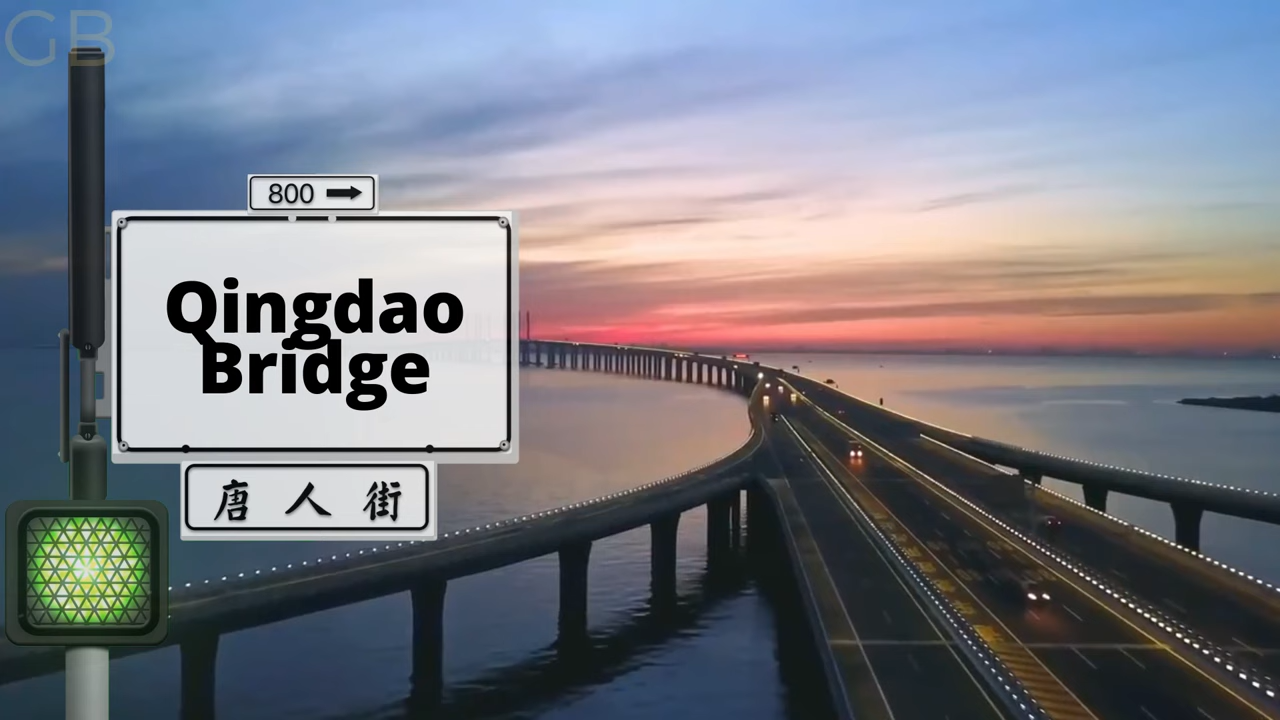 GB
800 →
Qingdao
Bridge
唐人街